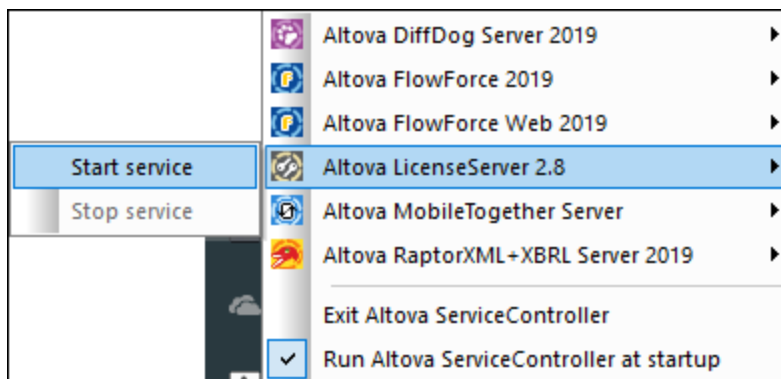 Altova DiffDog Server 2019
Altova FlowForce 2019
Altova FlowForce Web 2019
Start service
Altova LicenseServer 2.8
Stop service
Altova MobileTogether Server
Altova RaptorXML+XBRL Server 2019
Exit Altova ServiceController
Run Altova ServiceController at startup